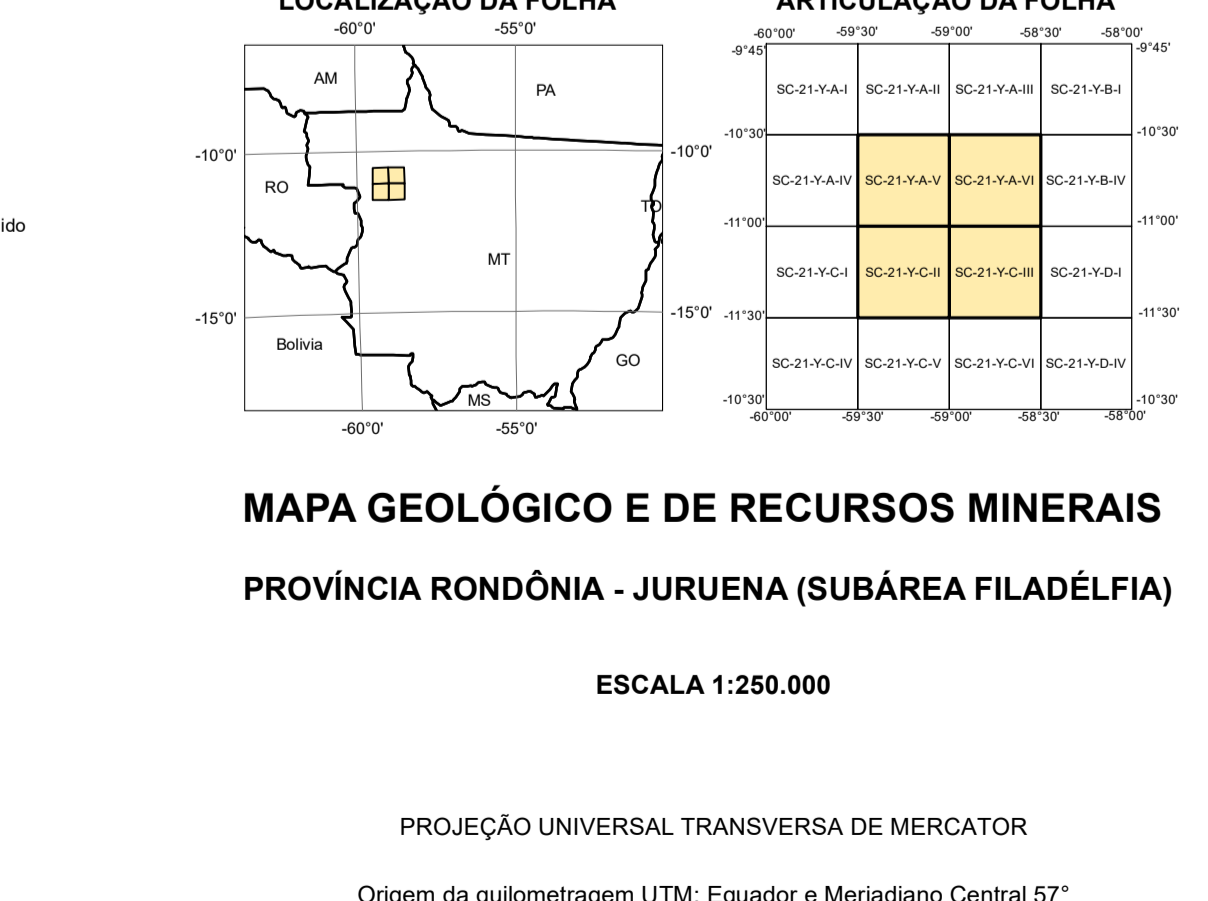 LOCALIZAÇÃO DA FOLHA
-60°0' -55°0'
AM
PA
-10°0' -10°0'
RO
TO
MT
-15°0' -15°0'
Bolivia
GO
MS
-60°0' -55°0'
ido
ARTICULAÇÃO DA FOLHA
-60°00' -59°30' -59°00' -58°30' -58°00'
-9°45' -9°45'
SC-21-Y-A-I SC-21-Y-A-II SC-21-Y-A-III SC-21-Y-B-I
-10°30' -10°30'
SC-21-Y-A-IV SC-21-Y-A-V SC-21-Y-A-VI SC-21-Y-B-IV
-11°00' -11°00'
SC-21-Y-C-I SC-21-Y-C-II SC-21-Y-C-III SC-21-Y-D-I
-11°30' -11°30'
SC-21-Y-C-IV SC-21-Y-C-V SC-21-Y-C-VI SC-21-Y-D-IV
-10°30' -10°30'
-60°00' -59°30' -59°00' -58°30' -58°00'
MAPA GEOLÓGICO E DE RECURSOS MINERAIS
PROVÍNCIA RONDÔNIA - JURUENA (SUBÁREA FILADÉLFIA)
ESCALA 1:250.000
PROJEÇÃO UNIVERSAL TRANSVERSA DE MERCATOR
Origem da quilometragem UTM: Equador e Meriadiano Central 57°